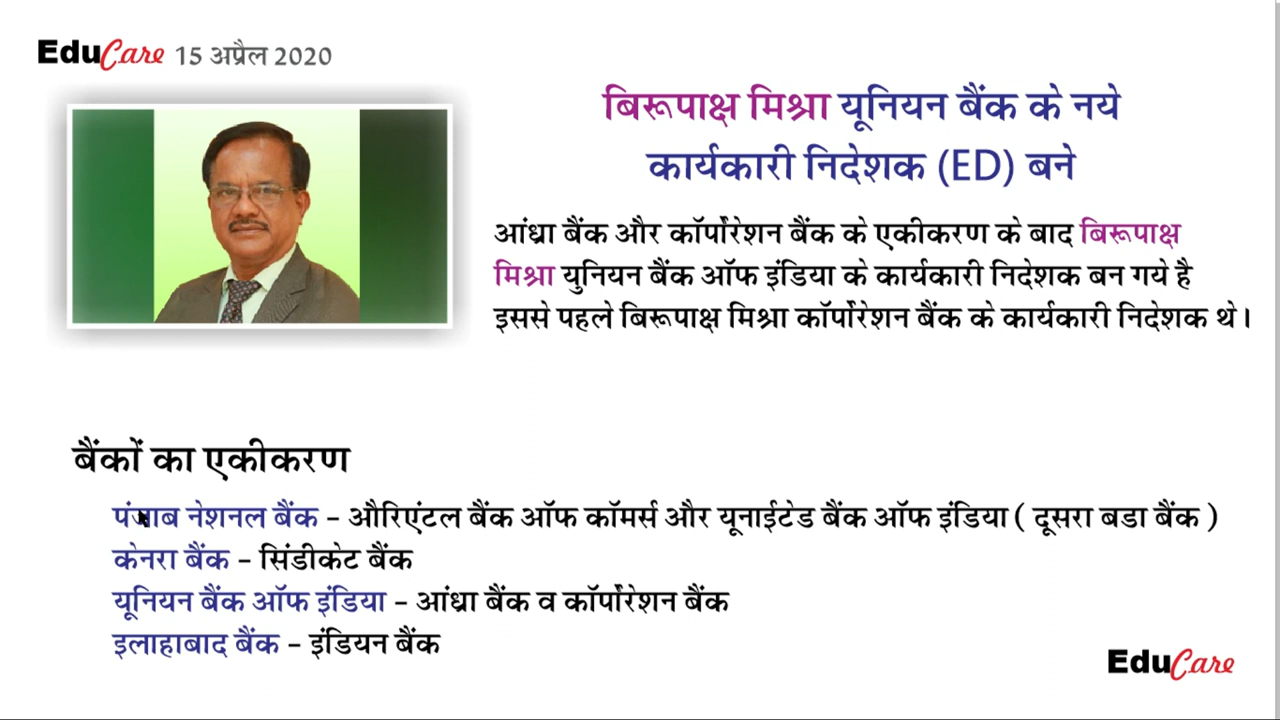 EduCare 15 अप्रैल 2020
बिरूपाक्ष मिश्रा यूनियन बैंक के नये
कार्यकारी निदेशक (ED) बने
आंध्रा बैंक और कॉर्पोरेशन बैंक के एकीकरण के बाद बिरूपाक्ष
मिश्रा युनियन बैंक ऑफ इंडिया के कार्यकारी निदेशक बन गये है
इससे पहले बिरूपाक्ष मिश्रा कॉर्पोरेशन बैंक के कार्यकारी निदेशक थे।
बैंकों का एकीकरण
पंजाब नेशनल बैंक - औरिएंटल बैंक ऑफ कॉमर्स और यूनाईटेड बैंक ऑफ इंडिया ( दूसरा बडा बैंक )
केनरा बैंक - सिंडीकेट बैंक
यूनियन बैंक ऑफ इंडिया - आंध्रा बैंक व कॉर्पोरेशन बैंक
इलाहाबाद बैंक - इंडियन बैंक
EduCare